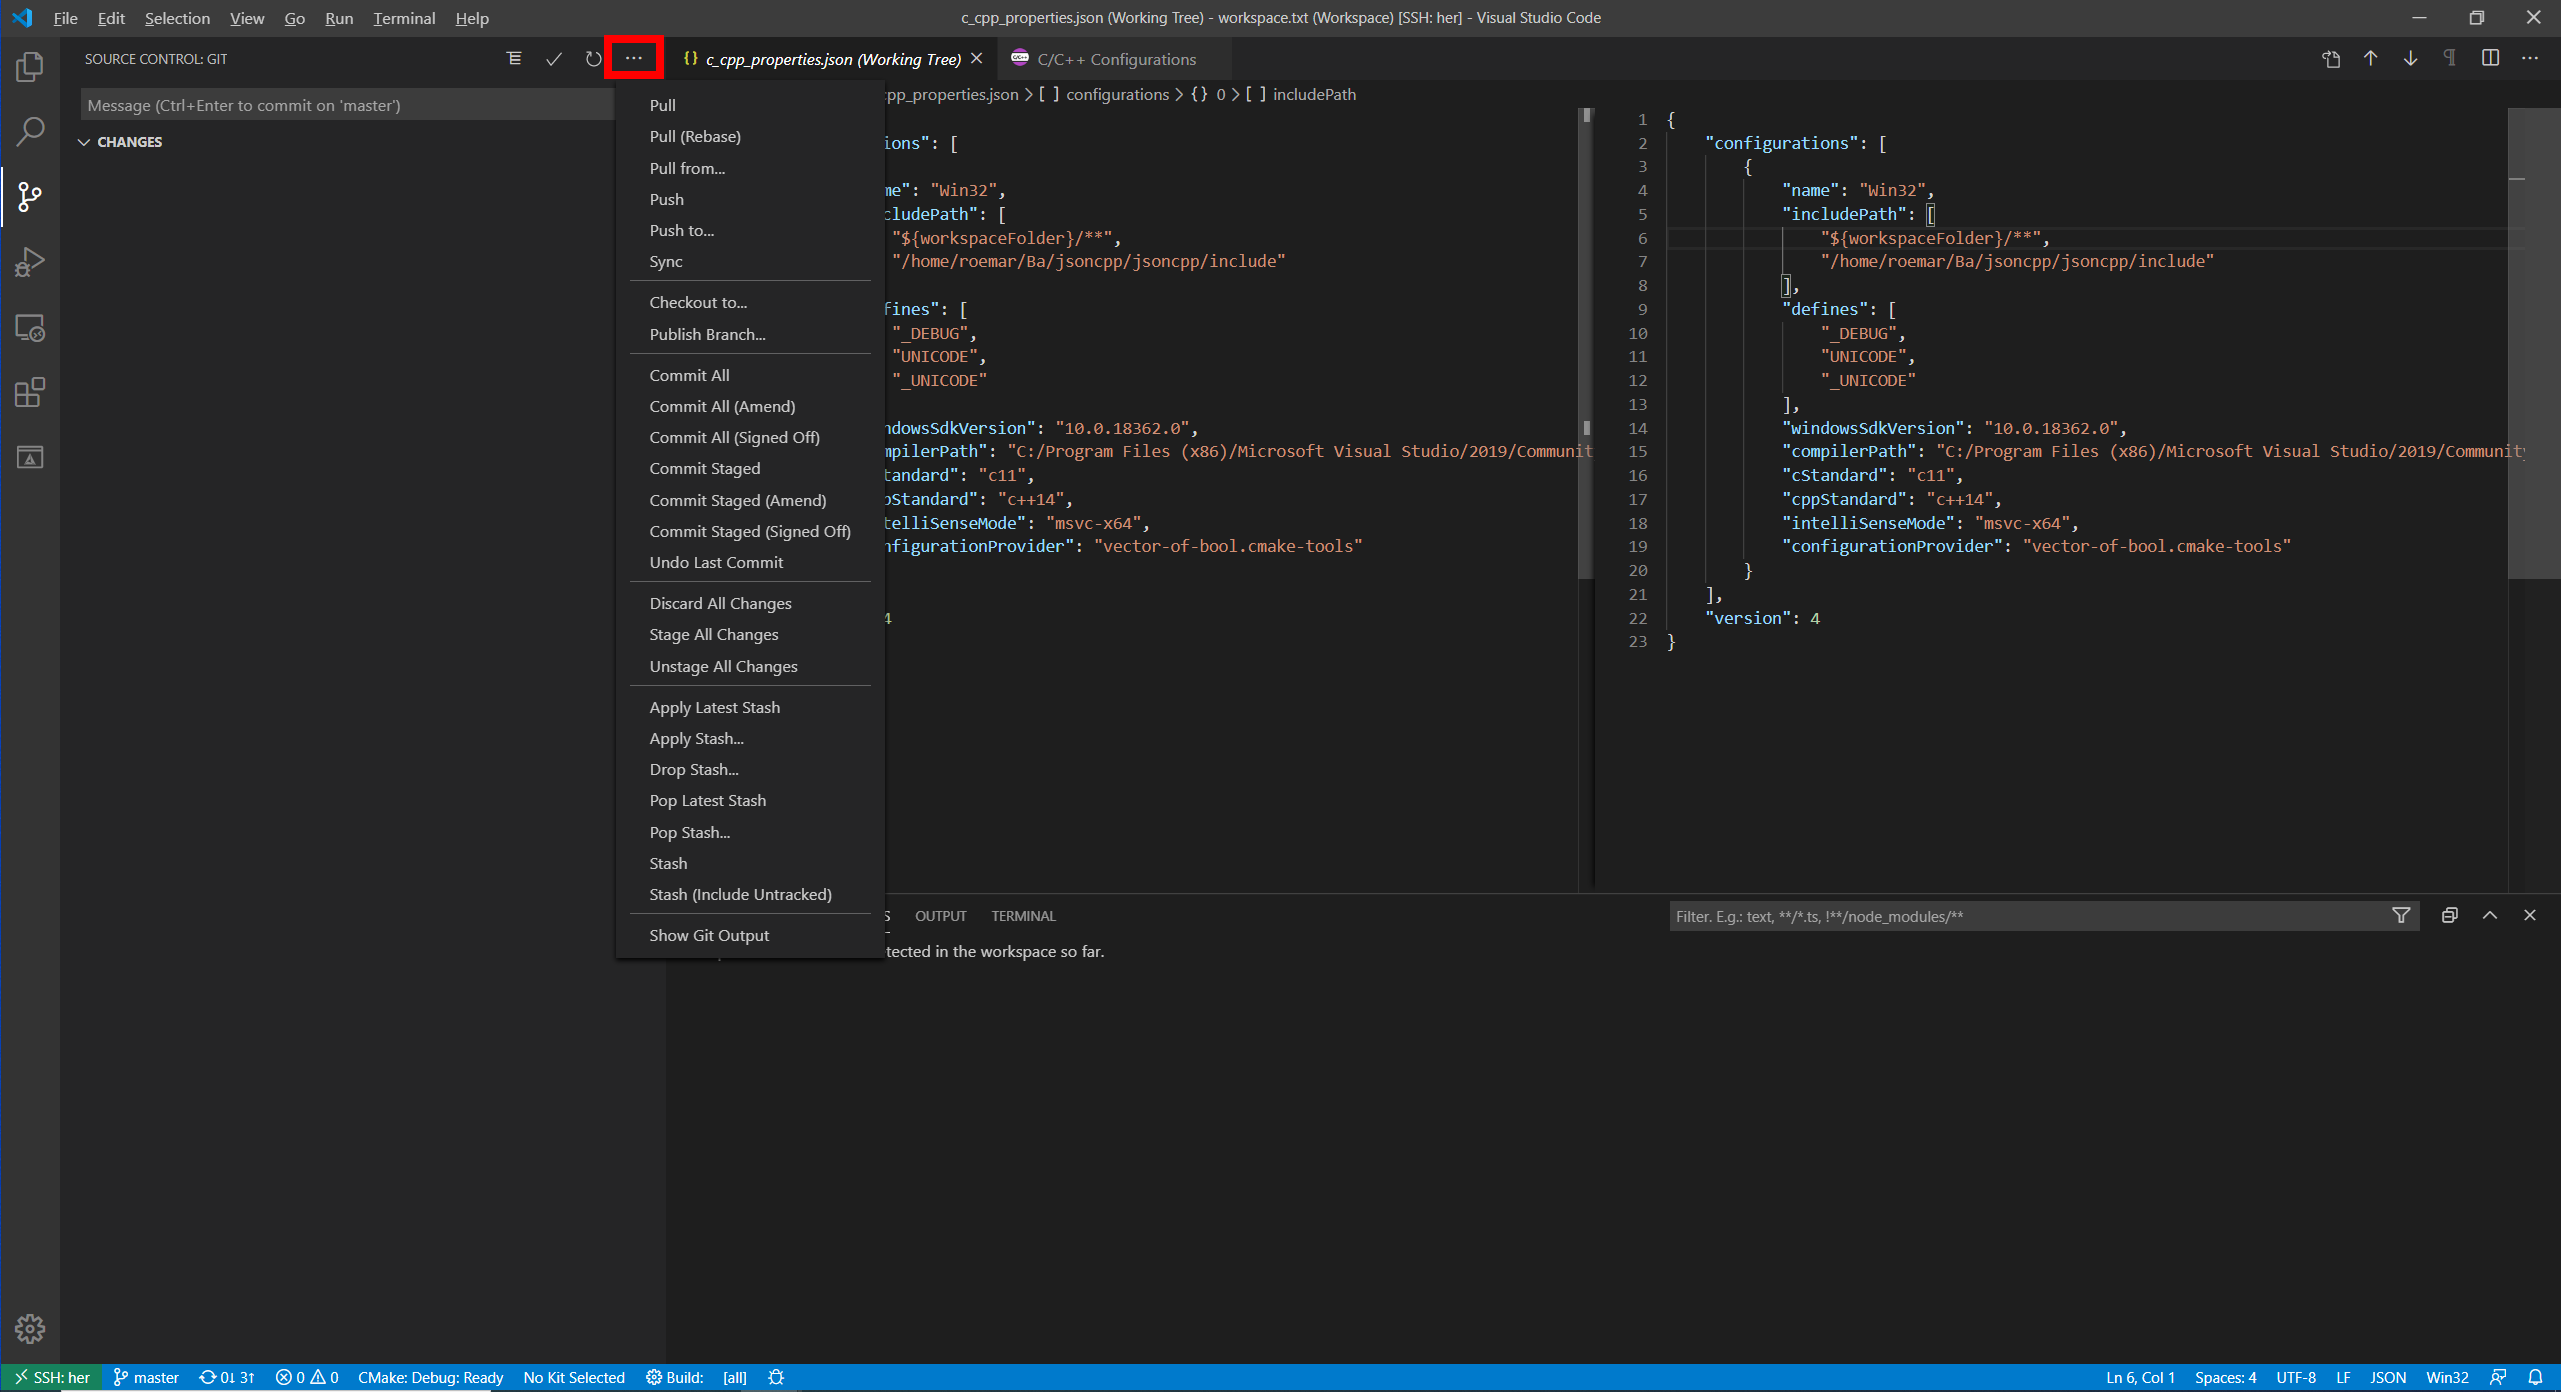 File Edit Selection View Go Run Terminal Help
c_cpp_properties.json (Working Tree) - workspace.txt (Workspace) [SSH: her] - Visual Studio Code
SOURCE CONTROL: GIT
Message (Ctrl+Enter to commit on 'master')
CHANGES
Pull
Pull (Rebase)
Pull from...
Push
Push to...
Sync
Checkout to...
Publish Branch...
Commit All
Commit All (Amend)
Commit All (Signed Off)
Commit Staged
Commit Staged (Amend)
Commit Staged (Signed Off)
Undo Last Commit
Discard All Changes
Stage All Changes
Unstage All Changes
Apply Latest Stash
Apply Stash...
Drop Stash...
Pop Latest Stash
Pop Stash...
Stash
Stash (Include Untracked)
Show Git Output
{} c_cpp_properties.json (Working Tree)
C/C++ C/C++ Configurations
cpp_properties.json > [ ] configurations > {} 0 > [ ] includePath
ions": [
me": "Win32",
cludePath": [
"${workspaceFolder}/**",
"/home/roemar/Ba/jsoncpp/jsoncpp/include"
fines": [
"_DEBUG",
"UNICODE",
"_UNICODE"
ndowsSdkVersion": "10.0.18362.0",
mpilerPath": "C:/Program Files (x86)/Microsoft Visual Studio/2019/Communit
tandard": "c11",
pStandard": "c++14",
telliSenseMode": "msvc-x64",
nfigurationProvider": "vector-of-bool.cmake-tools"
4
1 {
2 "configurations": [
3 {
4 "name": "Win32",
5 "includePath": [
6 "${workspaceFolder}/**",
7 "/home/roemar/Ba/jsoncpp/jsoncpp/include"
8 ],
9 "defines": [
10 "_DEBUG",
11 "UNICODE",
12 "_UNICODE"
13 ],
14 "windowsSdkVersion": "10.0.18362.0",
15 "compilerPath": "C:/Program Files (x86)/Microsoft Visual Studio/2019/Community
16 "cStandard": "c11",
17 "cppStandard": "c++14",
18 "intelliSenseMode": "msvc-x64",
19 "configurationProvider": "vector-of-bool.cmake-tools"
20 }
21 ],
22 "version": 4
23 }
S OUTPUT TERMINAL
Filter. E.g.: text, **/*.ts, !**/node_modules/**
tected in the workspace so far.
SSH: her master 0↓ 3↑ 0 0 CMake: Debug: Ready No Kit Selected Build: [all]
Ln 6, Col 1 Spaces: 4 UTF-8 LF JSON Win32